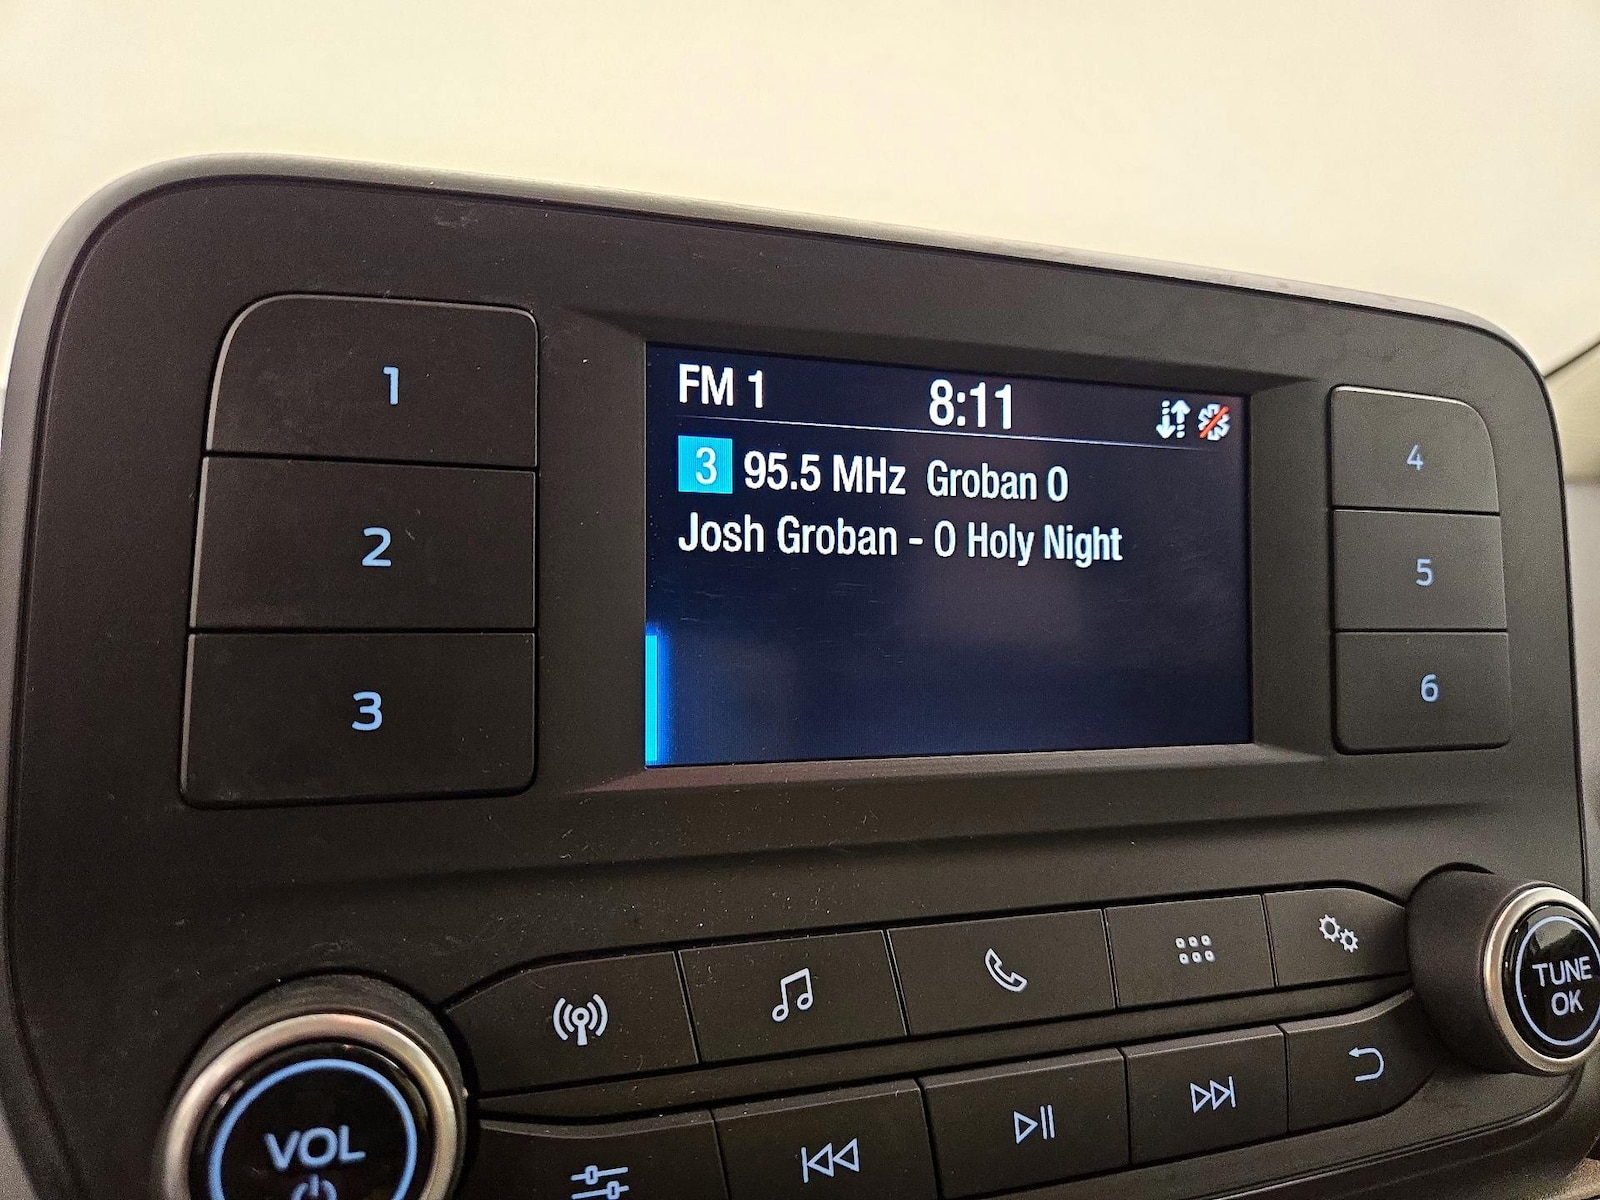 FM 1 8:11
3 95.5 MHz Groban O
Josh Groban - O Holy Night
1
2
3
4
5
6
VOL
TUNE
OK